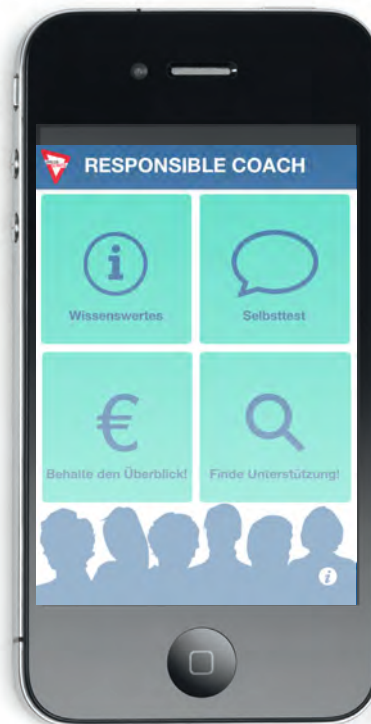 RESPONSIBLE COACH
Wissenswertes
Selbsttest
€
Behalte den Überblick!
Finde Unterstützung!